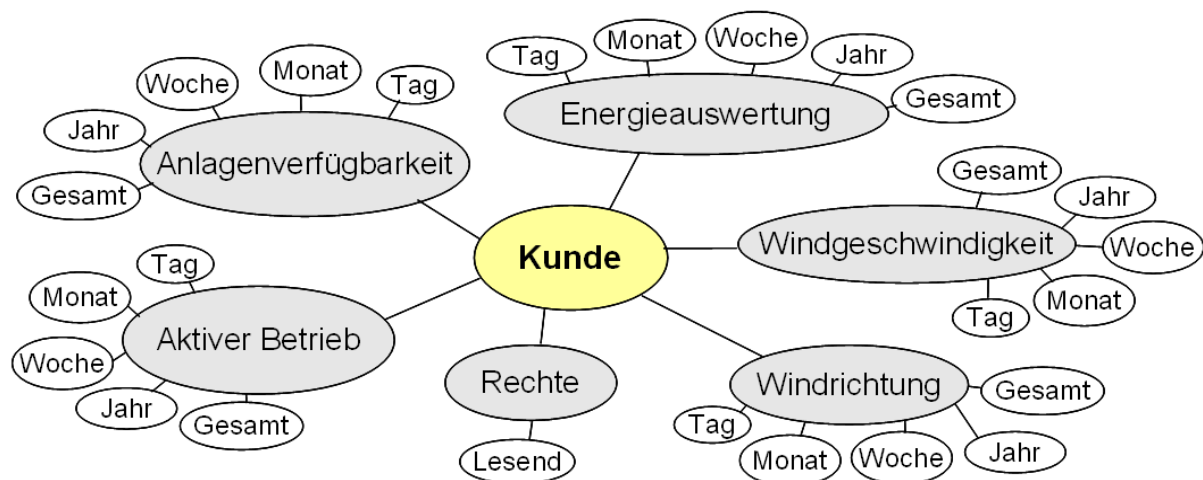 Woche
Monat
Tag
Jahr
Gesamt
Anlagenverfügbarkeit
Tag
Monat
Woche
Jahr
Gesamt
Energieauswertung
Kunde
Gesamt
Jahr
Woche
Monat
Tag
Windgeschwindigkeit
Tag
Monat
Woche
Jahr
Gesamt
Aktiver Betrieb
Rechte
Lesend
Windrichtung
Gesamt
Tag
Monat
Woche
Jahr